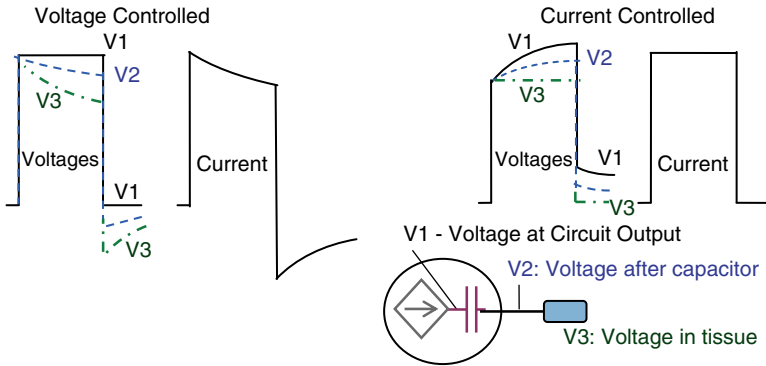 Voltage Controlled
V1
V2
V3
Voltages
V1
V3
Current
Current Controlled
V1
V2
V3
Voltages
V1
V3
Current
V1 - Voltage at Circuit Output
V2: Voltage after capacitor
V3: Voltage in tissue